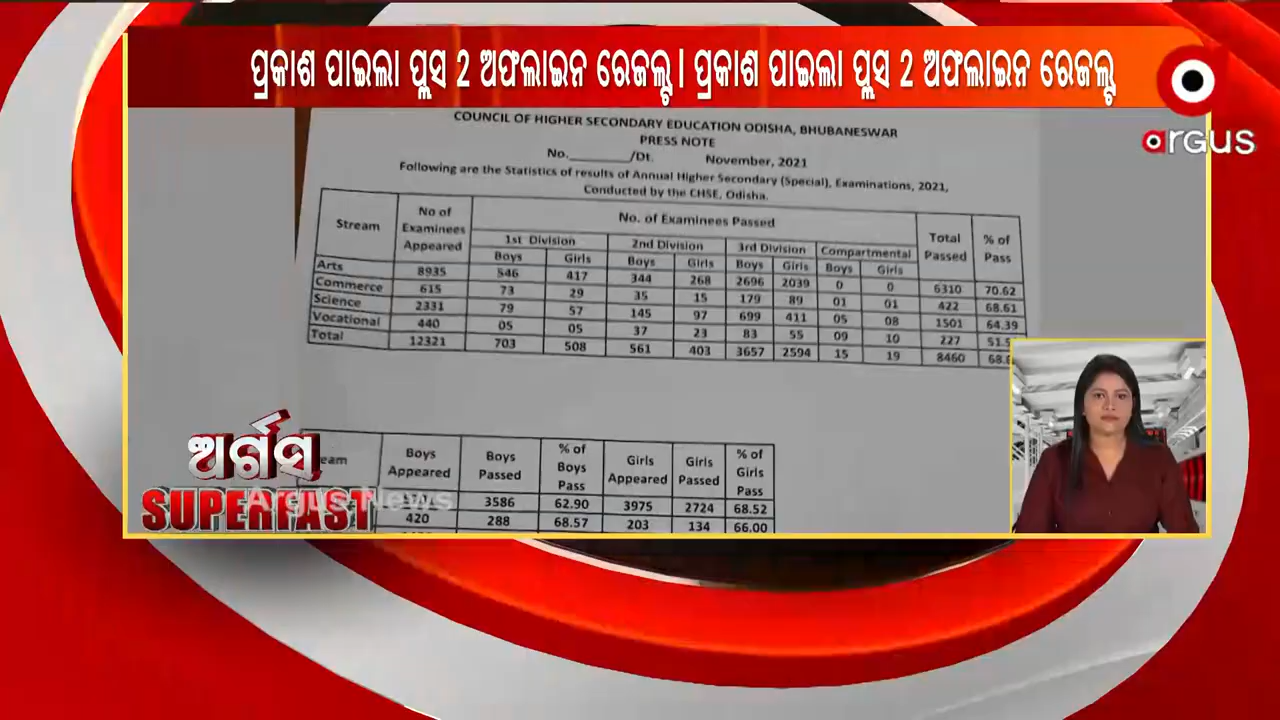 ପ୍ରକାଶ ପାଇଲା ପ୍ଲସ 2 ଅଫଲାଇନ ରେଜଲ୍ଟ। ପ୍ରକାଶ ପାଇଲା ପ୍ଲସ 2 ଅଫଲାଇନ ରେଜଲ୍ଟ
argus
COUNCIL OF HIGHER SECONDARY EDUCATION ODISHA, BHUBANESWAR
PRESS NOTE
No.________/Dt. November, 2021
Following are the Statistics of results of Annual Higher Secondary (Special), Examinations, 2021,
Conducted by the CHSE, Odisha.
Stream No of Examinees Appeared No. of Examinees Passed Total Passed % of Pass
1st Division 2nd Division 3rd Division Compartmental
Boys Girls Boys Girls Boys Girls Boys Girls
Arts 8935 546 417 344 268 2696 2039 0 0 6310 70.62
Commerce 615 73 29 35 15 179 89 01 01 422 68.61
Science 2331 79 57 145 97 699 411 05 08 1501 64.39
Vocational 440 05 05 37 23 83 55 09 10 227
Total 12321 703 508 561 403 3657 2594 15 19 8460
Boys Appeared Boys Passed % of Boys Pass Girls Appeared Girls Passed % of Girls Pass
3586 62.90 3975 2724 68.52
420 288 68.57 203 134 66.00
ଅର୍ଗସ
SUPERFAST
Argus News